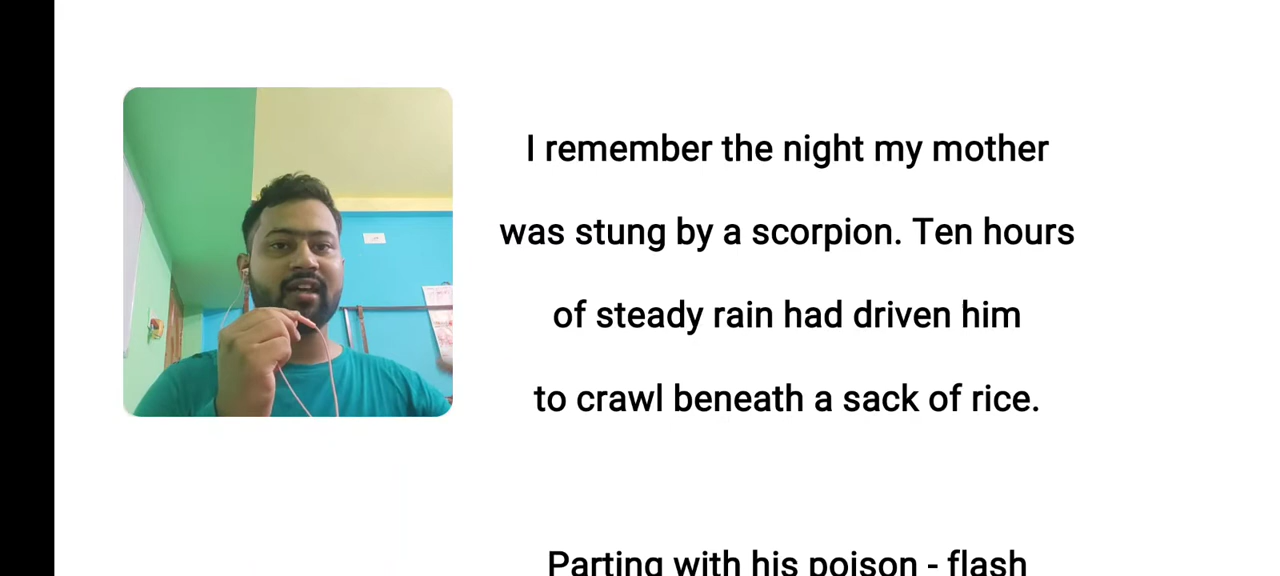 I remember the night my mother
was stung by a scorpion. Ten hours
of steady rain had driven him
to crawl beneath a sack of rice.
Parting with his poison - flash